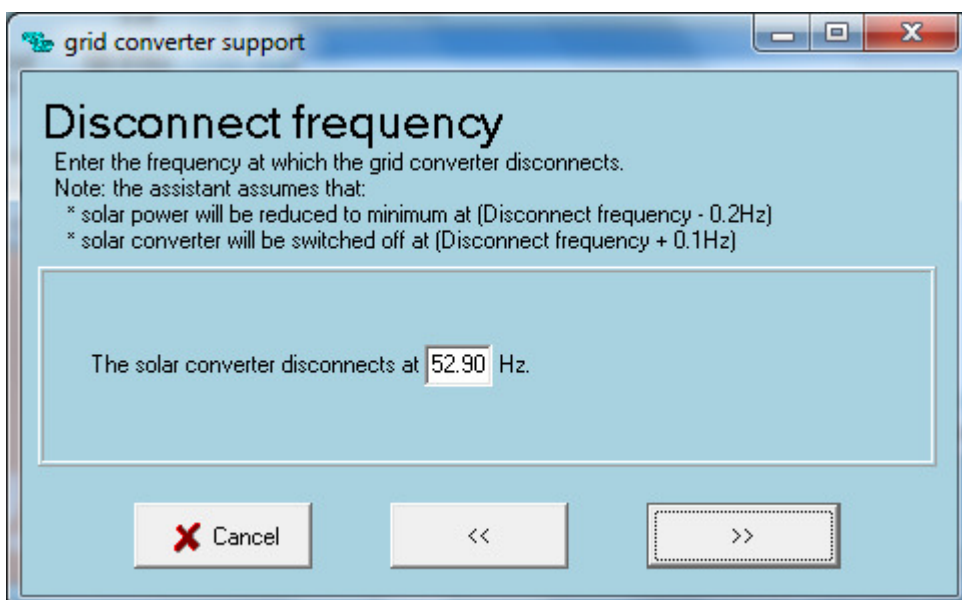 grid converter support
Disconnect frequency
Enter the frequency at which the grid converter disconnects.
Note: the assistant assumes that:
* solar power will be reduced to minimum at (Disconnect frequency - 0.2Hz)
* solar converter will be switched off at (Disconnect frequency + 0.1Hz)
The solar converter disconnects at 52.90 Hz.
Cancel << >>